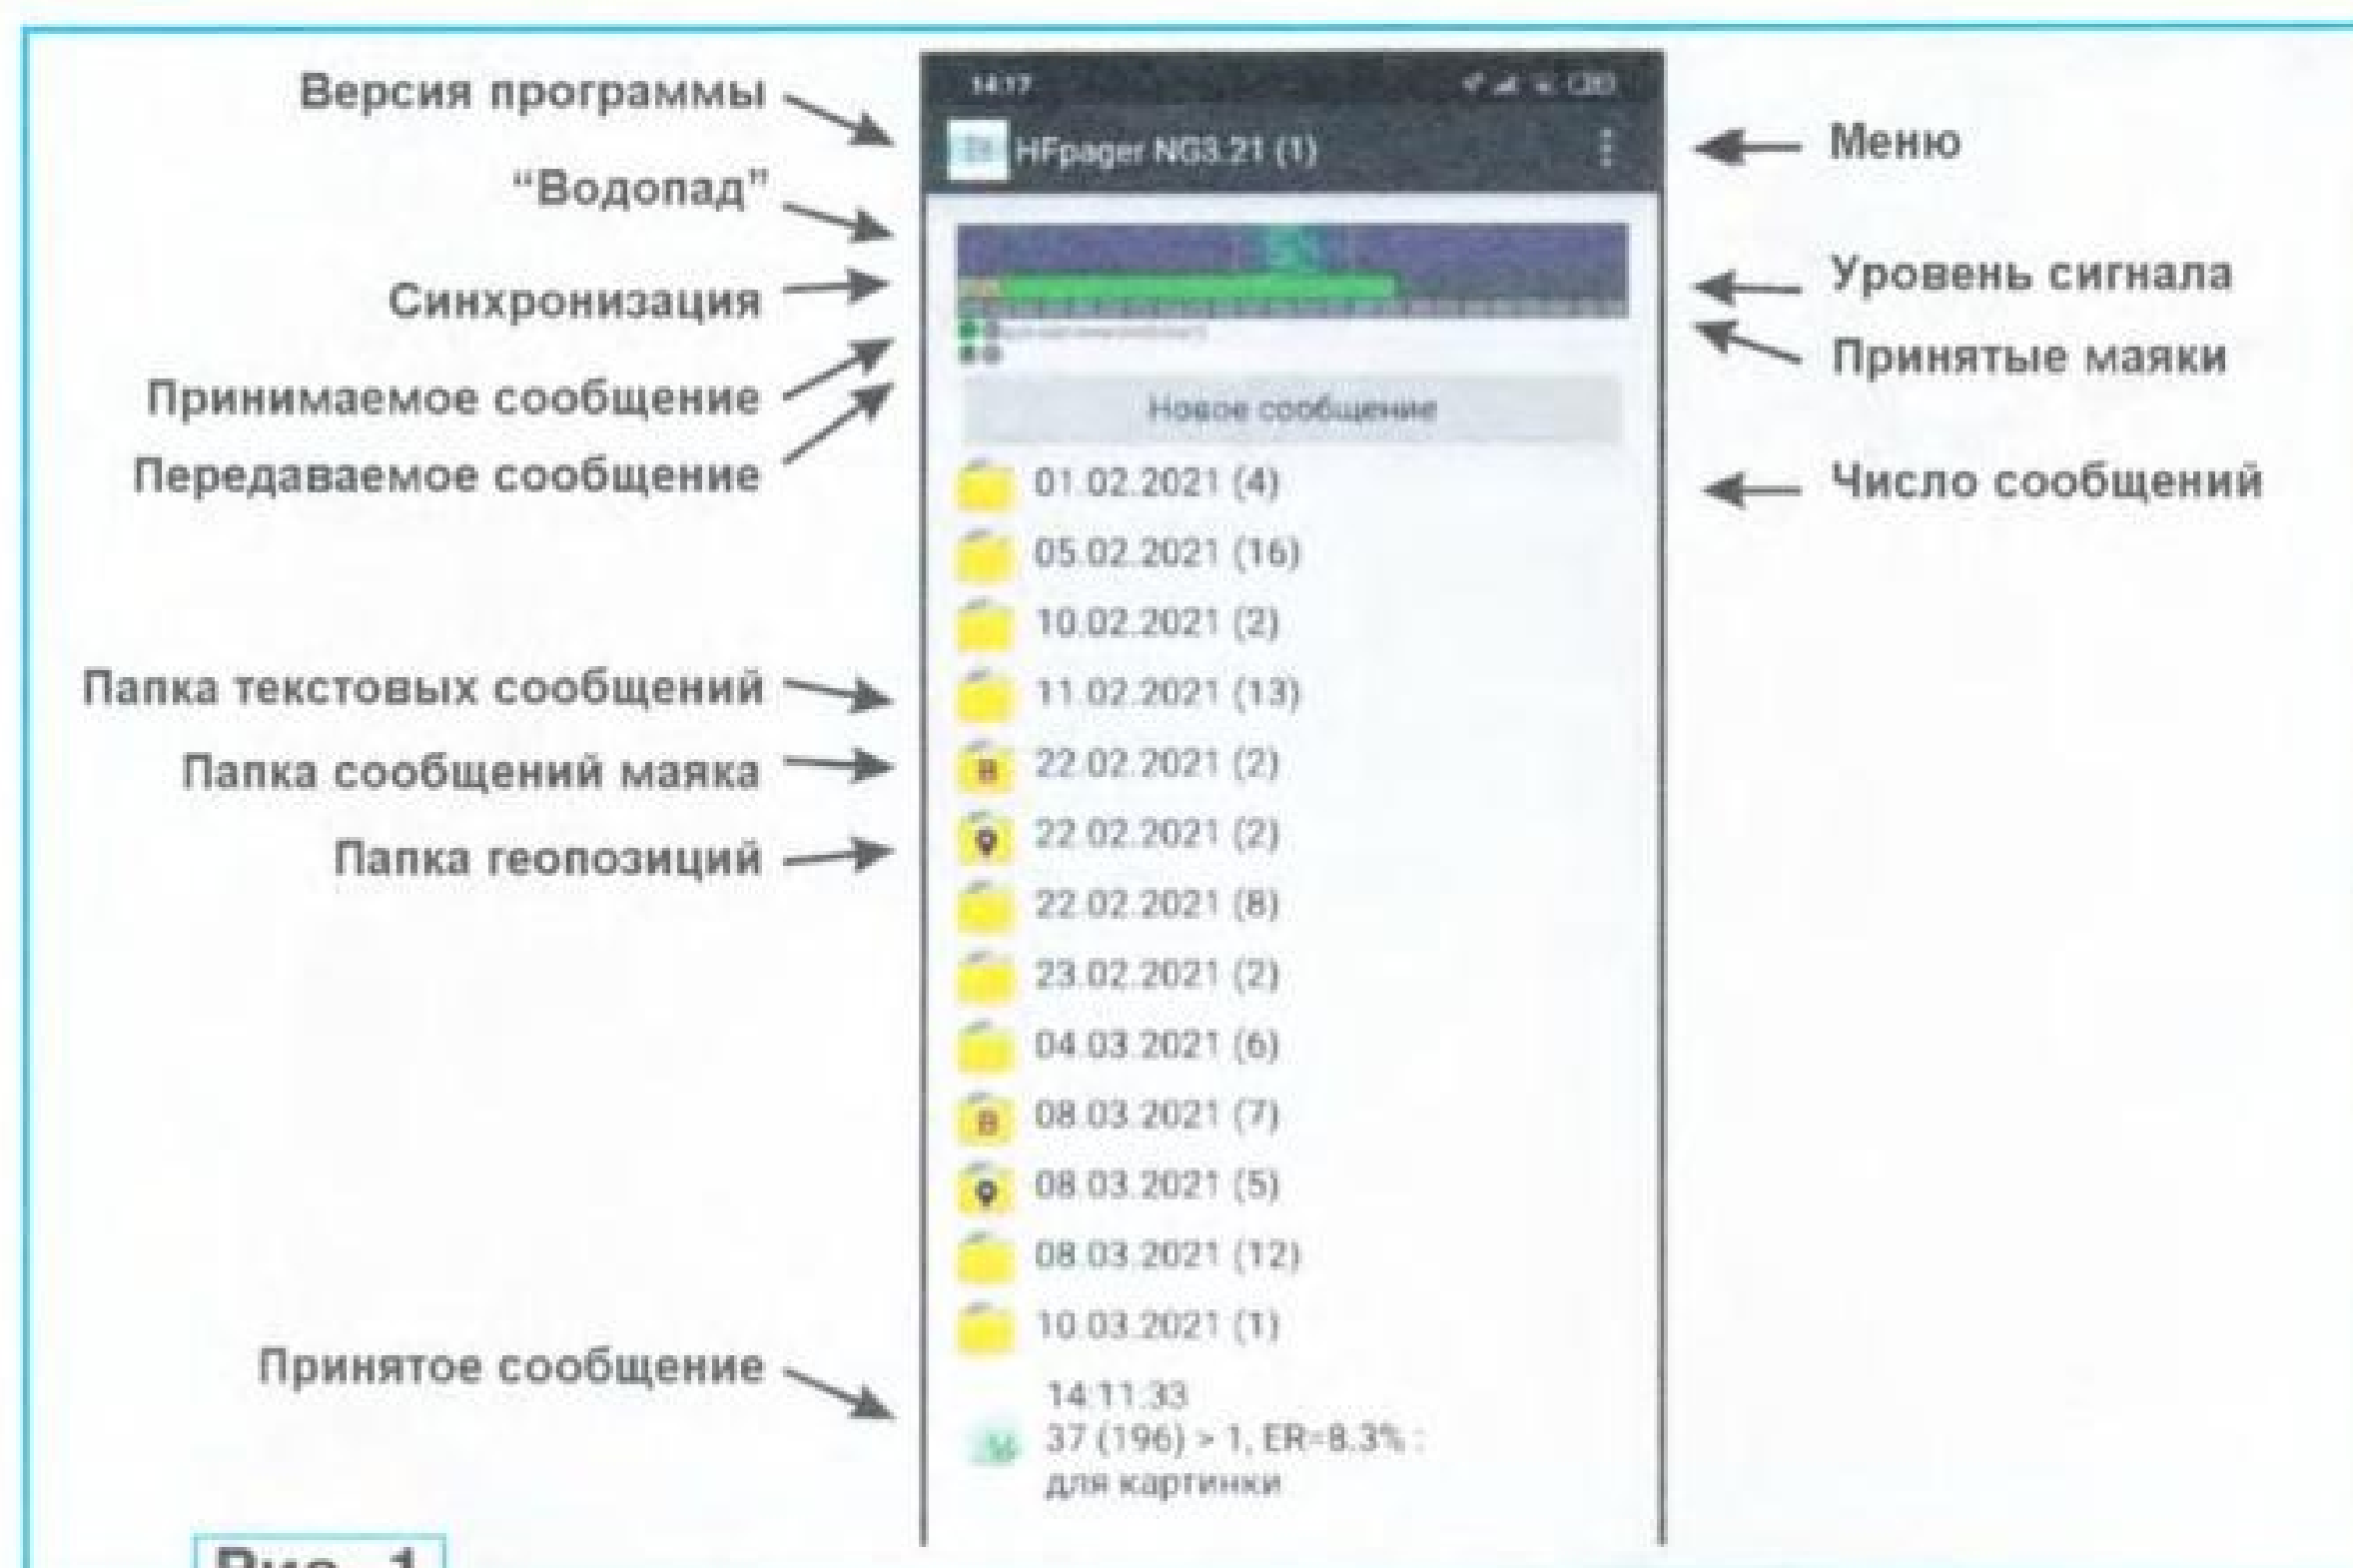 Версия программы
“Водопад”
Синхронизация
Принимаемое сообщение
Передаваемое сообщение
Папка текстовых сообщений
Папка сообщений маяка
Папка геопозиций
Принятое сообщение
14:17
HFpager NG3.21 (1)
Новое сообщение
01.02.2021 (4)
05.02.2021 (16)
10.02.2021 (2)
11.02.2021 (13)
В 22.02.2021 (2)
22.02.2021 (2)
22.02.2021 (8)
23.02.2021 (2)
04.03.2021 (6)
В 08.03.2021 (7)
08.03.2021 (5)
08.03.2021 (12)
10.03.2021 (1)
14:11:33
37 (196) > 1, ER=8.3% :
для картинки
Меню
Уровень сигнала
Принятые маяки
Число сообщений
Рис. 1